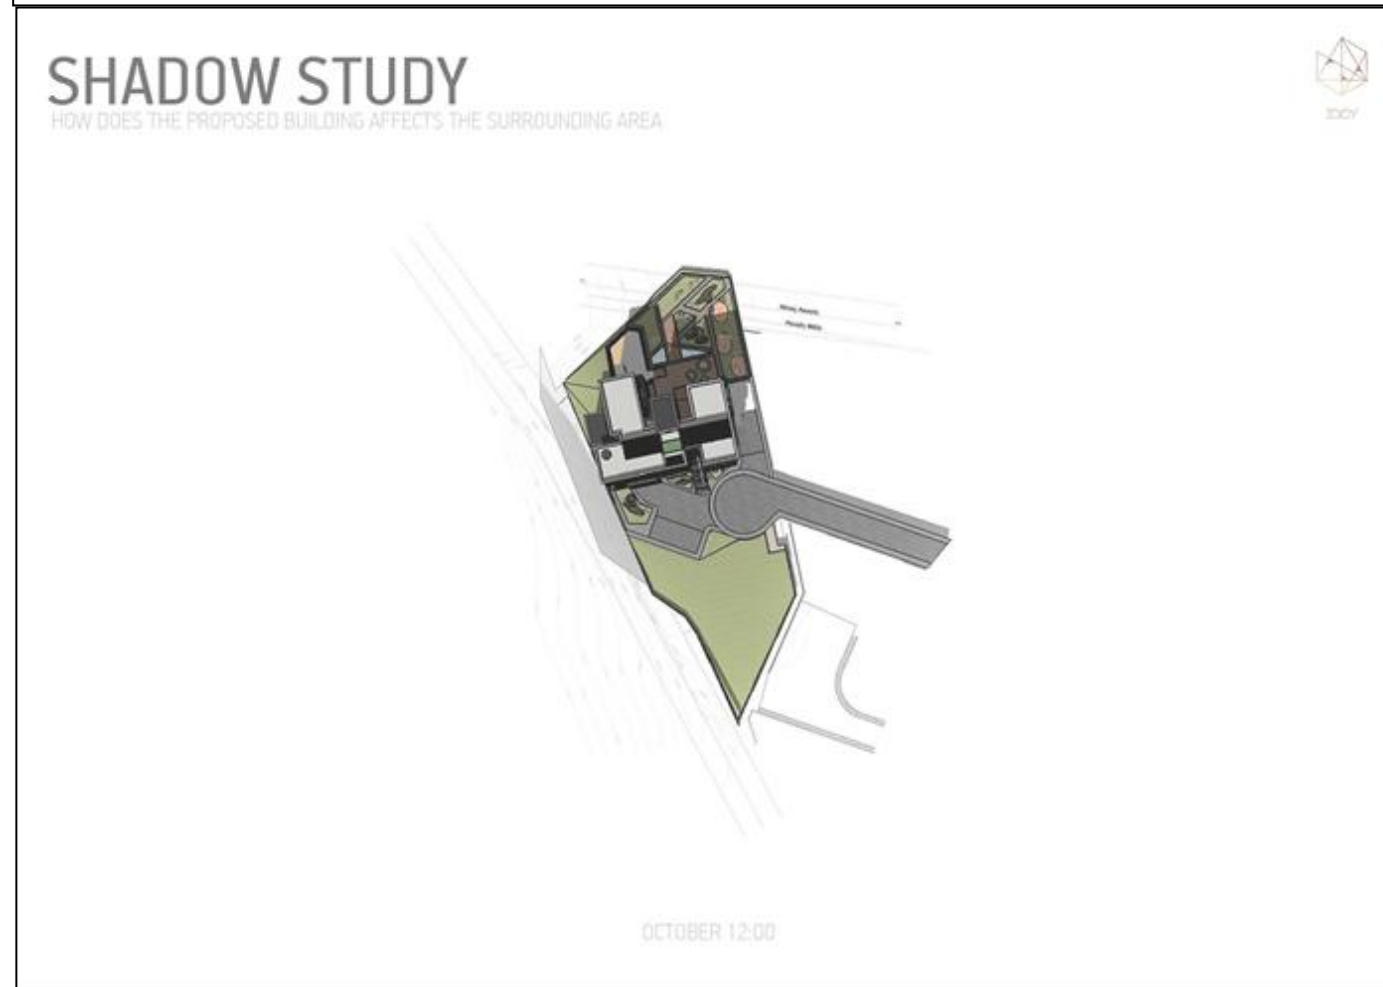 SHADOW STUDY
HOW DOES THE PROPOSED BUILDING AFFECTS THE SURROUNDING AREA
OCTOBER 12:00